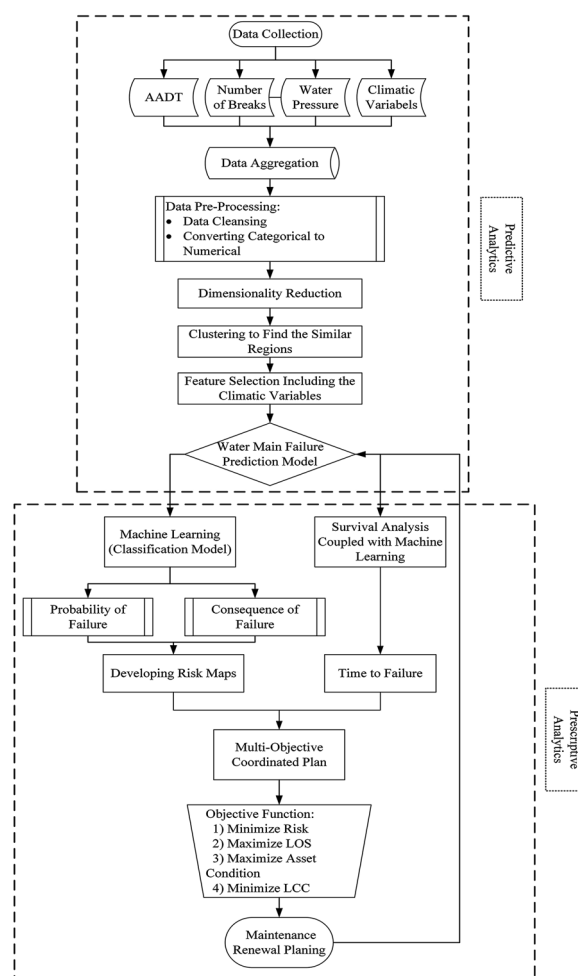 Data Collection
AADT
Number
of Breaks
Water
Pressure
Climatic
Variabels
Data Aggregation
Data Pre-Processing:
• Data Cleansing
• Converting Categorical to
Numerical
Predictive
Analytics
Dimensionality Reduction
Clustering to Find the Similar
Regions
Feature Selection Including the
Climatic Variables
Water Main Failure
Prediction Model
Machine Learning
(Classification Model)
Survival Analysis
Coupled with Machine
Learning
Probability of
Failure
Consequence of
Failure
Developing Risk Maps
Time to Failure
Prescriptive
Analytics
Multi-Objective
Coordinated Plan
Objective Function:
1) Minimize Risk
2) Maximize LOS
3) Maximize Asset
Condition
4) Minimize LCC
Maintenance
Renewal Planing